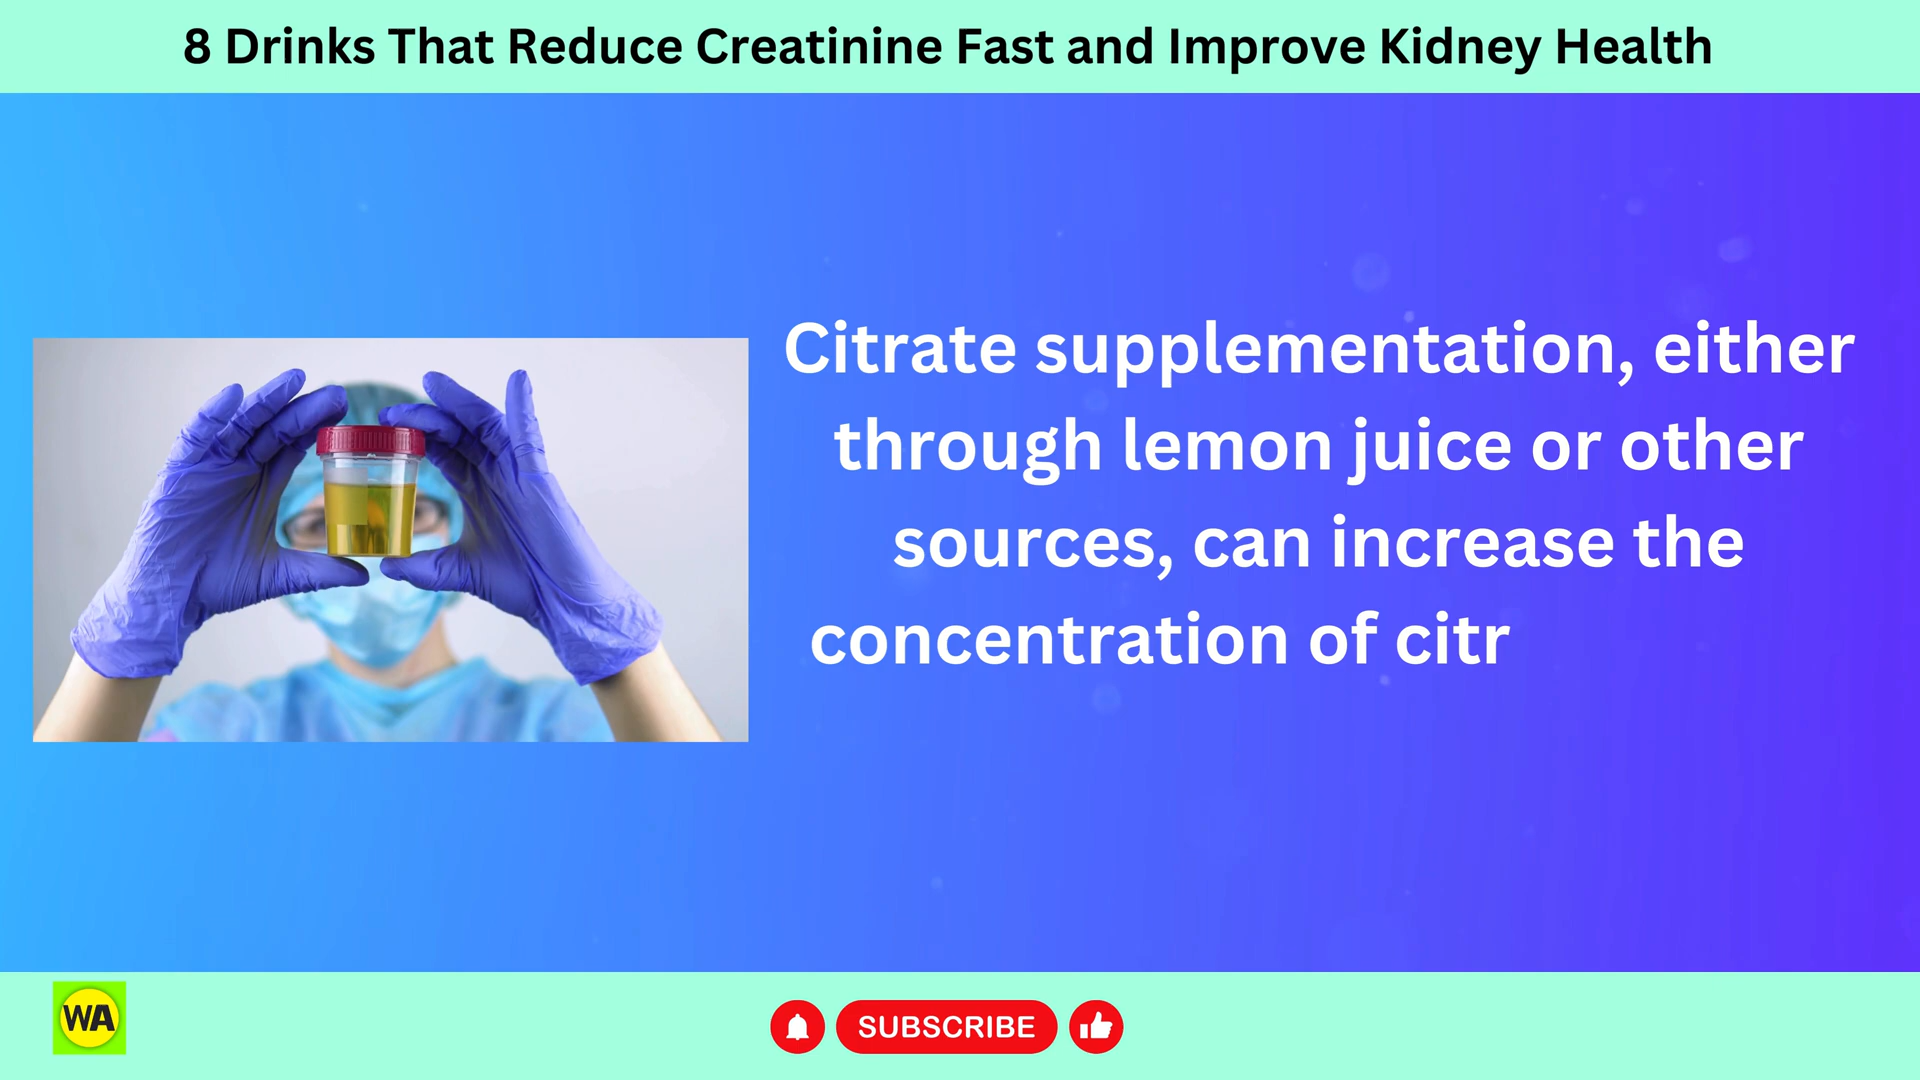 8 Drinks That Reduce Creatinine Fast and Improve Kidney Health
Citrate supplementation, either
through lemon juice or other
sources, can increase the
concentration of citr
WA
SUBSCRIBE